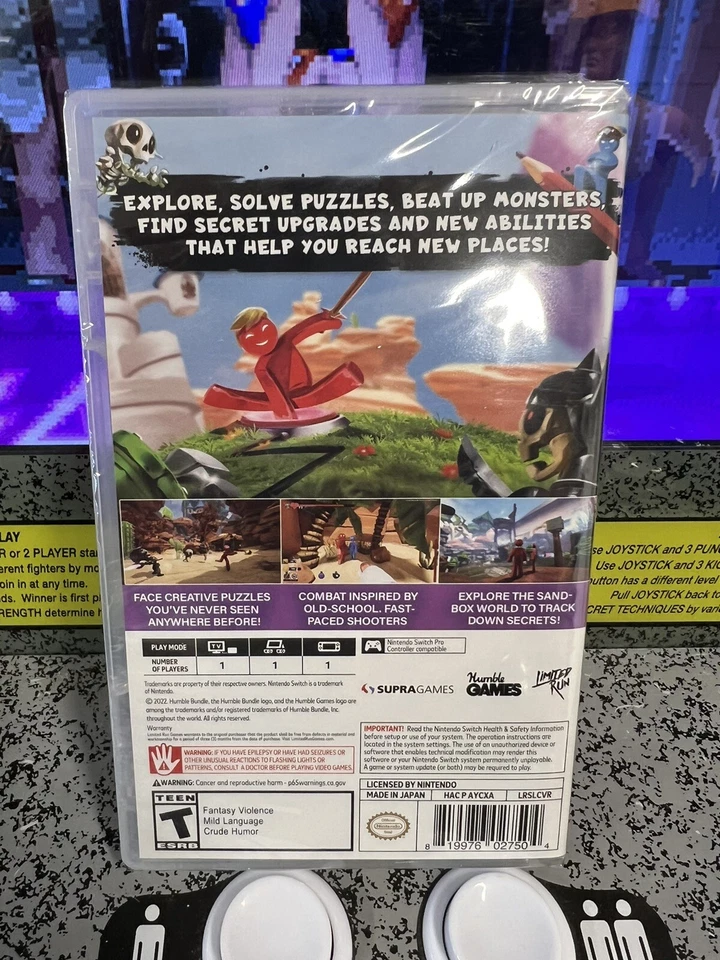 EXPLORE, SOLVE PUZZLES, BEAT UP MONSTERS,
FIND SECRET UPGRADES AND NEW ABILITIES
THAT HELP YOU REACH NEW PLACES!
FACE CREATIVE PUZZLES
YOU'VE NEVER SEEN
ANYWHERE BEFORE!
COMBAT INSPIRED BY
OLD-SCHOOL. FAST-
PACED SHOOTERS
EXPLORE THE SAND-
BOX WORLD TO TRACK
DOWN SECRETS!
PLAY MODE
TV
NUMBER
OF PLAYERS
1
1
1
Nintendo Switch Pro
Controller compatible
Trademarks are property of their respective owners. Nintendo Switch is a trademark
of Nintendo.
© 2022 Humble Bundle, the Humble Bundle logo, and the Humble Games logo are
among the trademarks and/or registered trademarks of Humble Bundle, Inc.
throughout the world. All rights reserved.
Warranty
SUPRAGAMES
Humble
GAMES
LIMITED
RUN
WARNING: IF YOU HAVE EPILEPSY OR HAVE HAD SEIZURES OR
OTHER UNUSUAL REACTIONS TO FLASHING LIGHTS OR
PATTERNS, CONSULT A DOCTOR BEFORE PLAYING VIDEO GAMES.
WARNING: Cancer and reproductive harm - p65warnings.ca.gov
IMPORTANT! Read the Nintendo Switch Health & Safety Information
before setup or use of your system. The operation instructions are
located in the system settings. The use of an unauthorized device or
software that enables technical modification may render this
software or your Nintendo Switch system permanently unplayable.
A game or system update (or both) may be required to play.
TEEN
T
ESRB
Fantasy Violence
Mild Language
Crude Humor
LICENSED BY NINTENDO
MADE IN JAPAN
HAC P AYCXA
LRSLCVR
Official
Nintendo
Seal
8 19976 02750 4
LAY
R or 2 PLAYER sta
erent fighters by mo
oin in at any time.
ds. Winner is first p
RENGTH determine h
se JOYSTICK and 3 PUN
Use JOYSTICK and 3 KI
utton has a different level
Pull JOYSTICK back to
CRET TECHNIQUES by vari